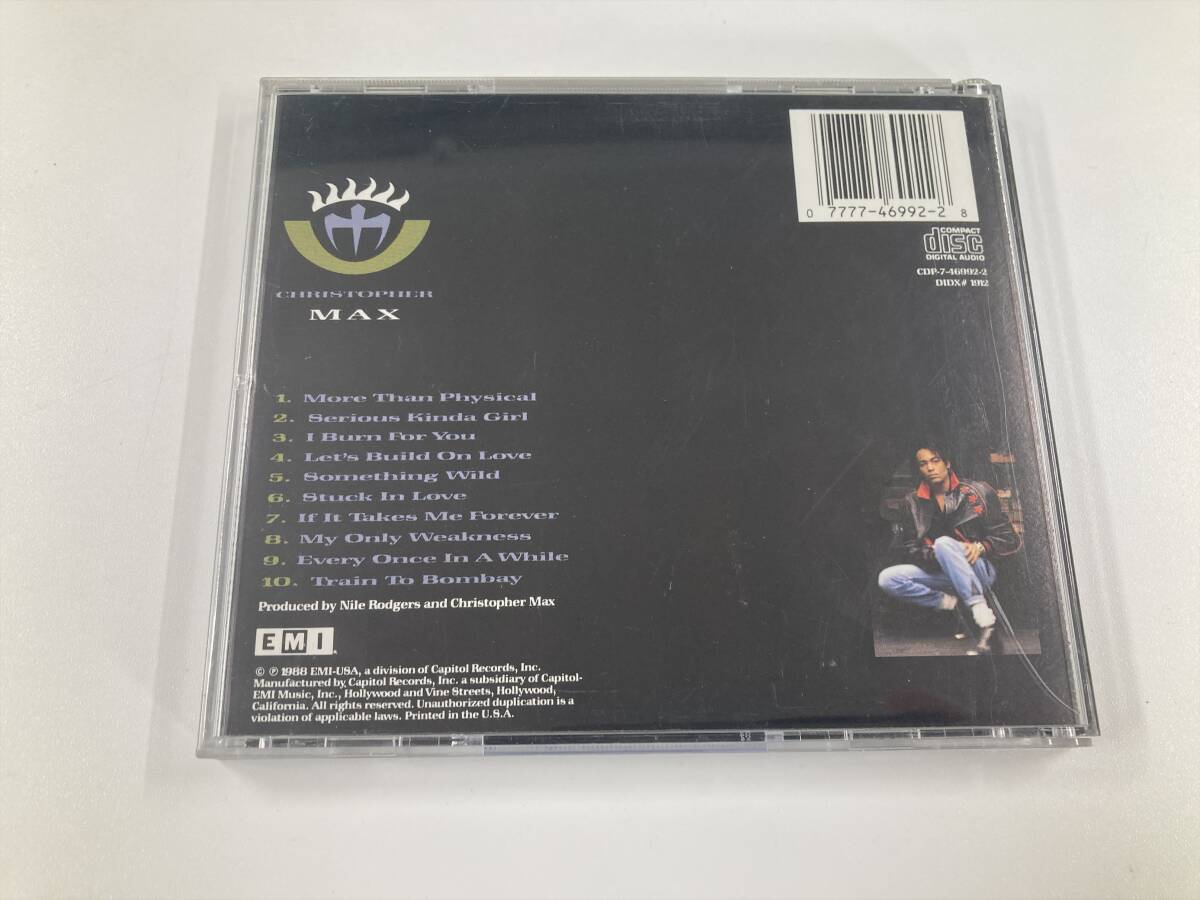 CHRISTOPHER
MAX
0 77777-46992-2 8
COMPACT
disc
DIGITAL AUDIO
CDP-7-46992-2
DIDX# 1912
1. More Than Physical
2. Serious Kinda Girl
3. I Burn For You
4. Let's Build On Love
5. Something Wild
6. Stuck In Love
7. If It Takes Me Forever
8. My Only Weakness
9. Every Once In A While
10. Train To Bombay
Produced by Nile Rodgers and Christopher Max
EMI
© ℗ 1988 EMI-USA, a division of Capitol Records, Inc.
Manufactured by Capitol Records, Inc. a subsidiary of Capitol-
EMI Music, Inc., Hollywood and Vine Streets, Hollywood,
California. All rights reserved. Unauthorized duplication is a
violation of applicable laws. Printed in the U.S.A.